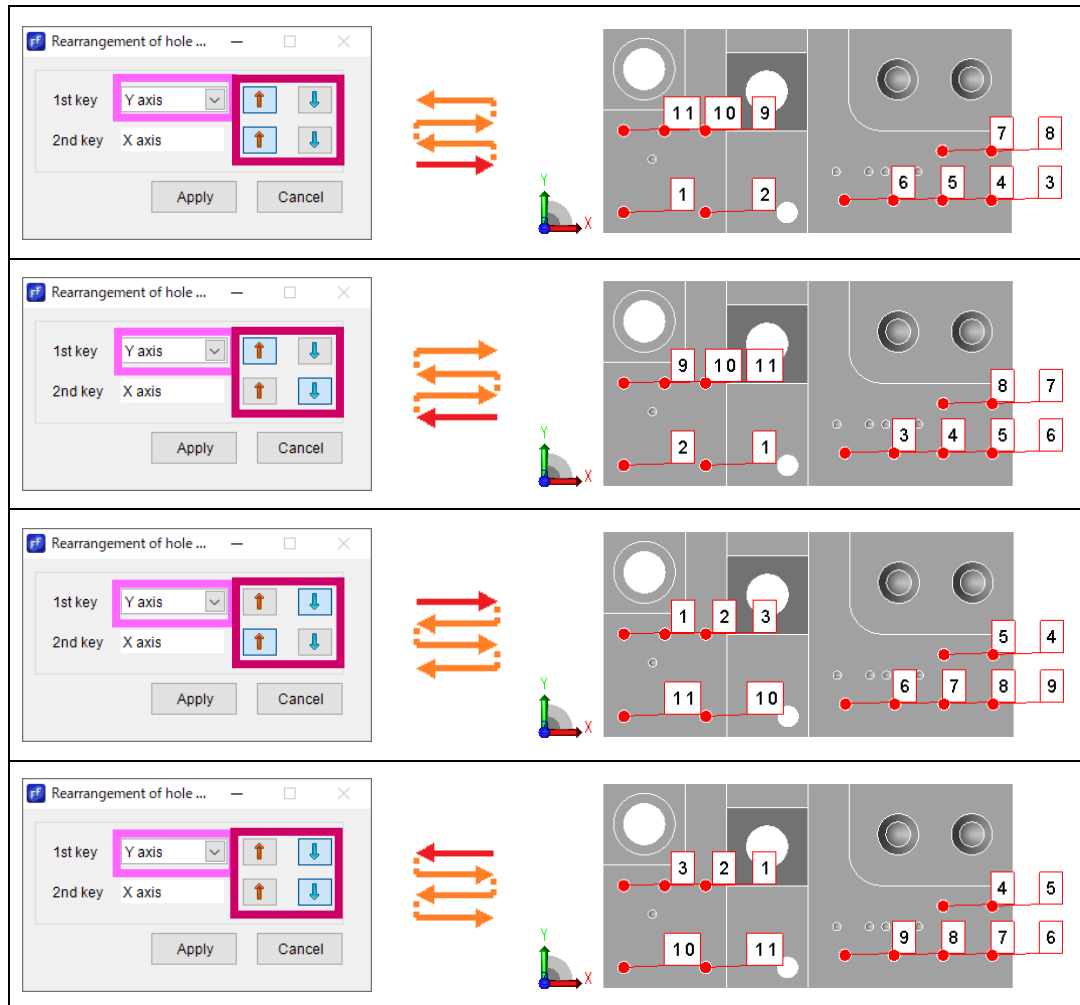 Rearrangement of hole ...
1st key Y axis
2nd key X axis
Apply Cancel
11 10 9
7 8
6 5 4 3
1 2
Y
X
Rearrangement of hole ...
1st key Y axis
2nd key X axis
Apply Cancel
9 10 11
8 7
3 4 5 6
2 1
Y
X
Rearrangement of hole ...
1st key Y axis
2nd key X axis
Apply Cancel
1 2 3
5 4
6 7 8 9
11 10
Y
X
Rearrangement of hole ...
1st key Y axis
2nd key X axis
Apply Cancel
3 2 1
4 5
9 8 7 6
10 11
Y
X